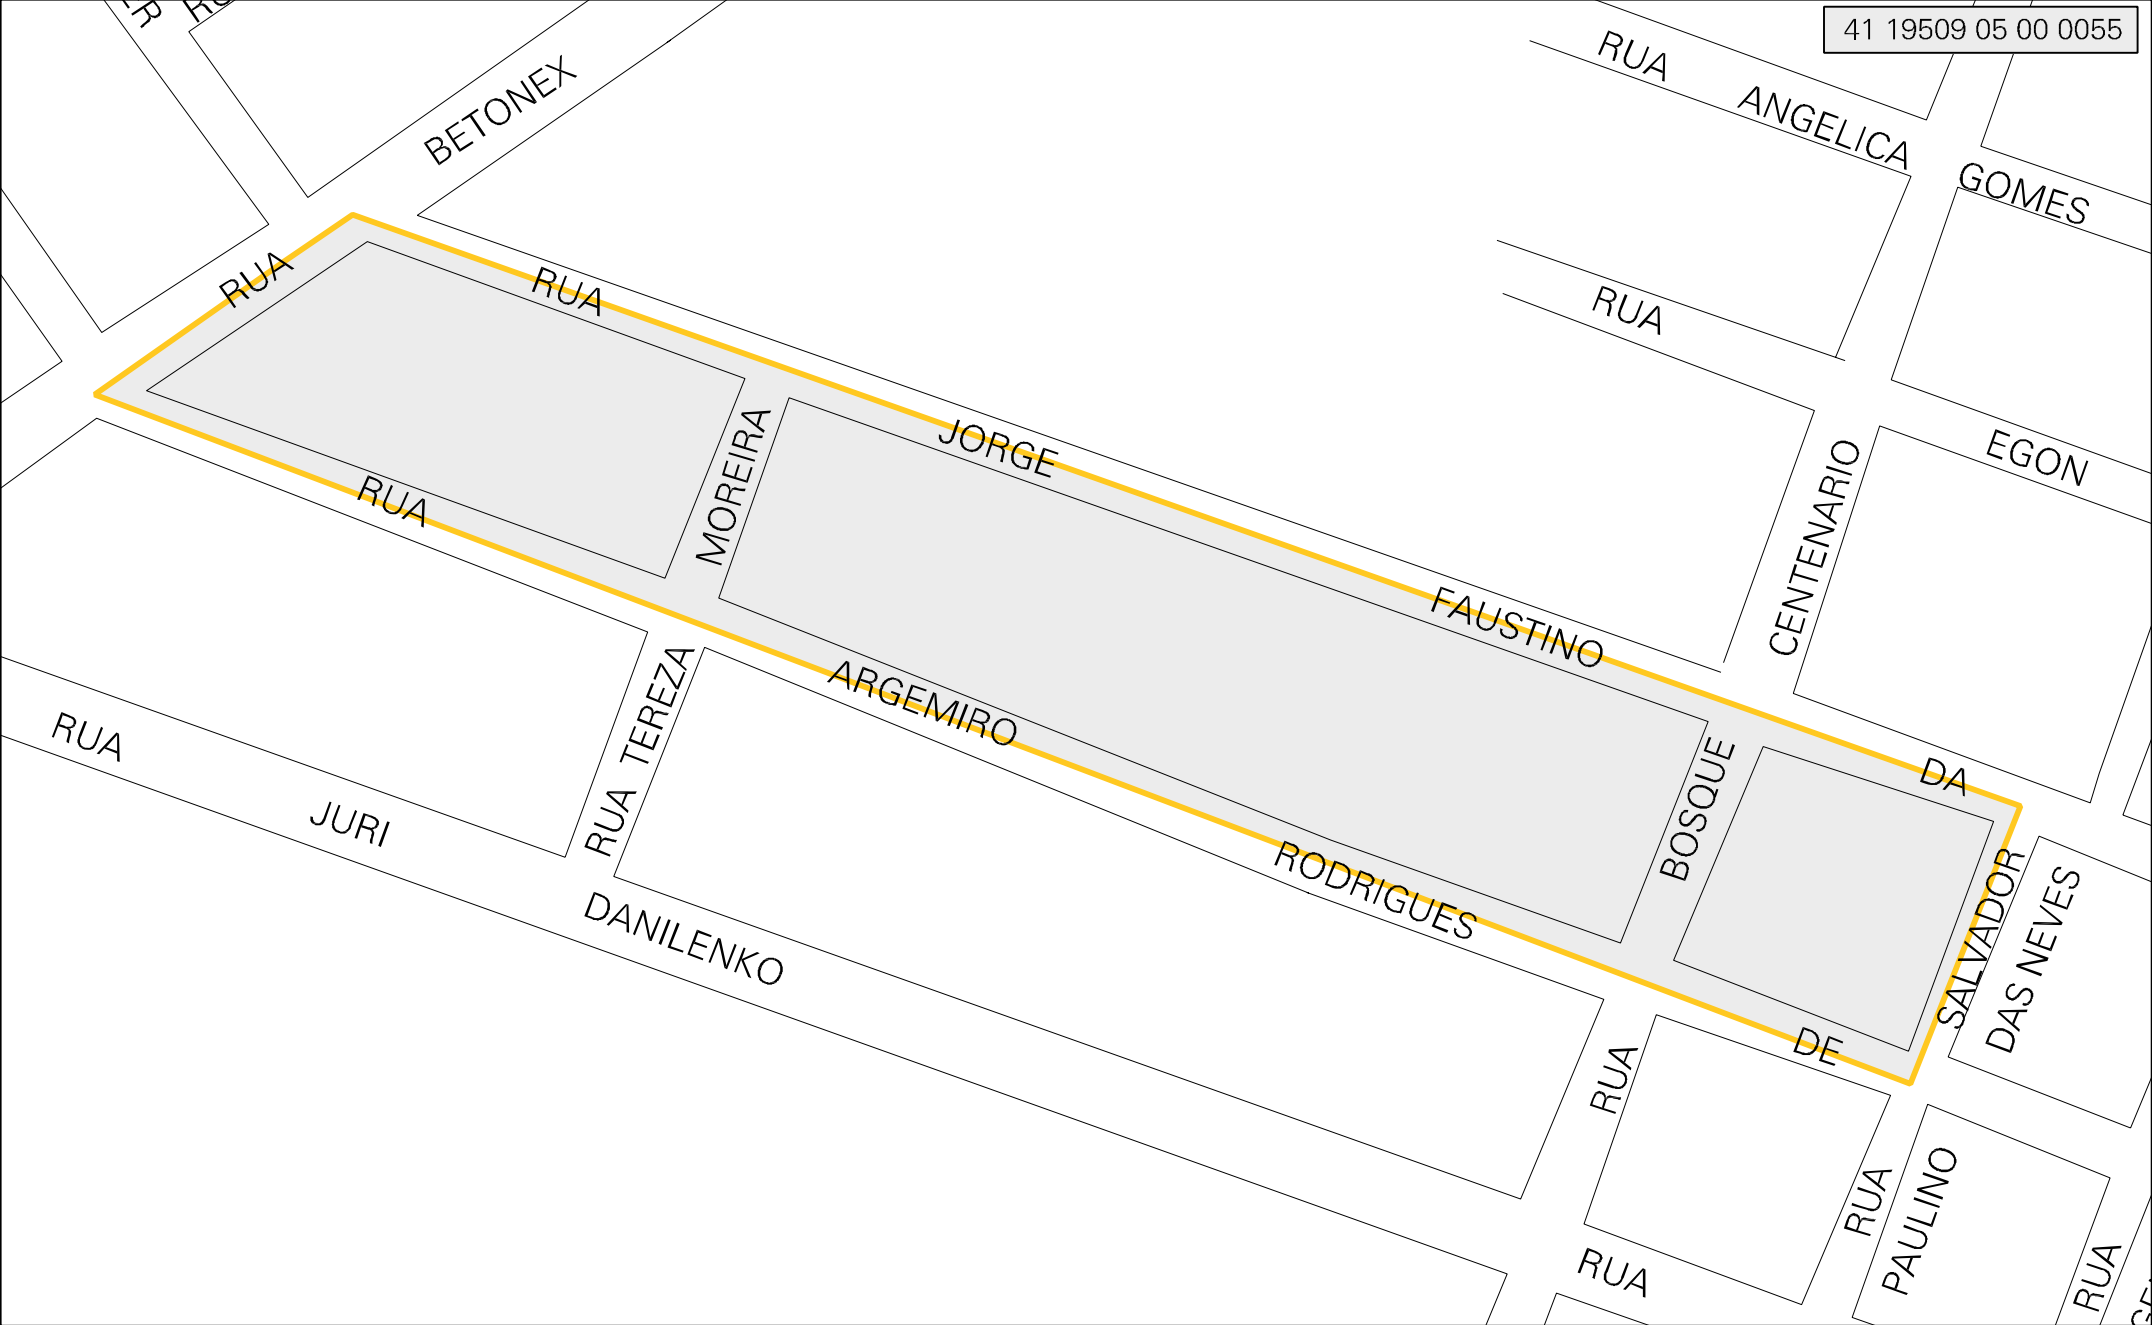 41 19509 05 00 0055
RUA
ANGELICA
GOMES
BETONEX
RUA
RUA
JORGE
FAUSTINO
DA
RUA
EGON
CENTENARIO
RUA
ARGEMIRO
RODRIGUES
DE
MOREIRA
RUA TEREZA
BOSQUE
RUA
SALVADOR
DAS NEVES
RUA
JURI
DANILENKO
RUA
RUA
PAULINO
RUA